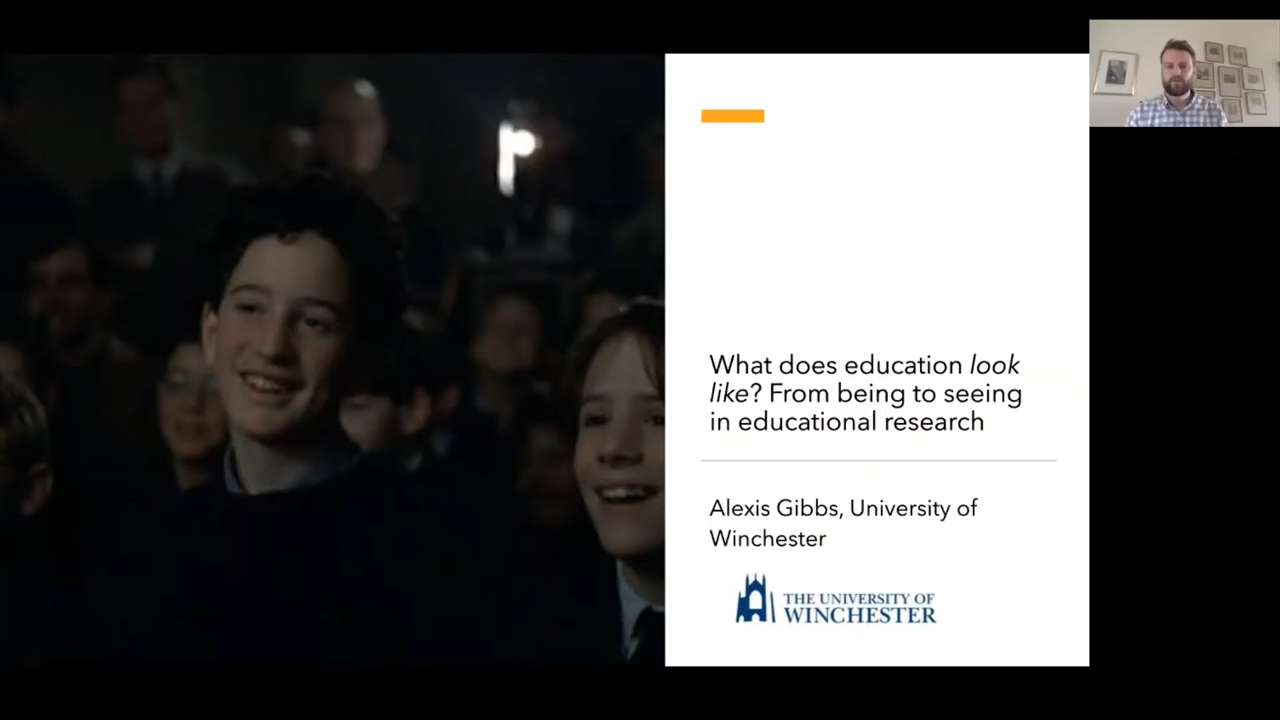 What does education look
like? From being to seeing
in educational research
Alexis Gibbs, University of
Winchester
THE UNIVERSITY OF
WINCHESTER